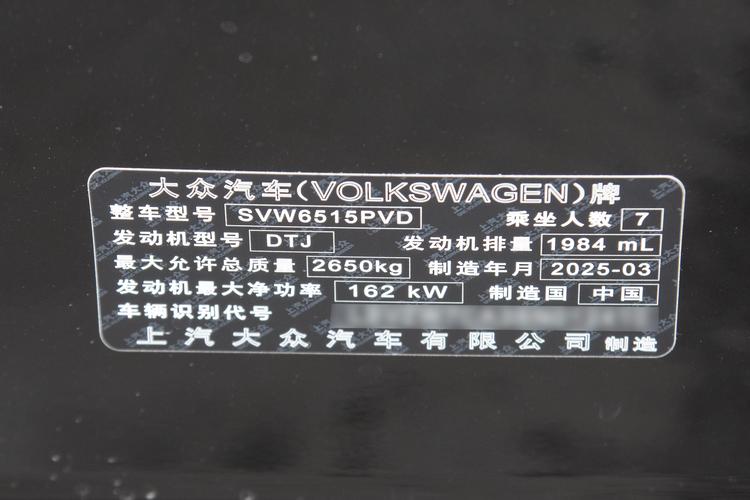 大众汽车(VOLKSWAGEN)牌
整车型号 SVW6515PVD 乘坐人数 7
发动机型号 DTJ 发动机排量 1984 mL
最大允许总质量 2650kg 制造年月 2025-03
发动机最大净功率 162 kW 制造国 中国
车辆识别代号
上汽大众汽车有限公司 制造